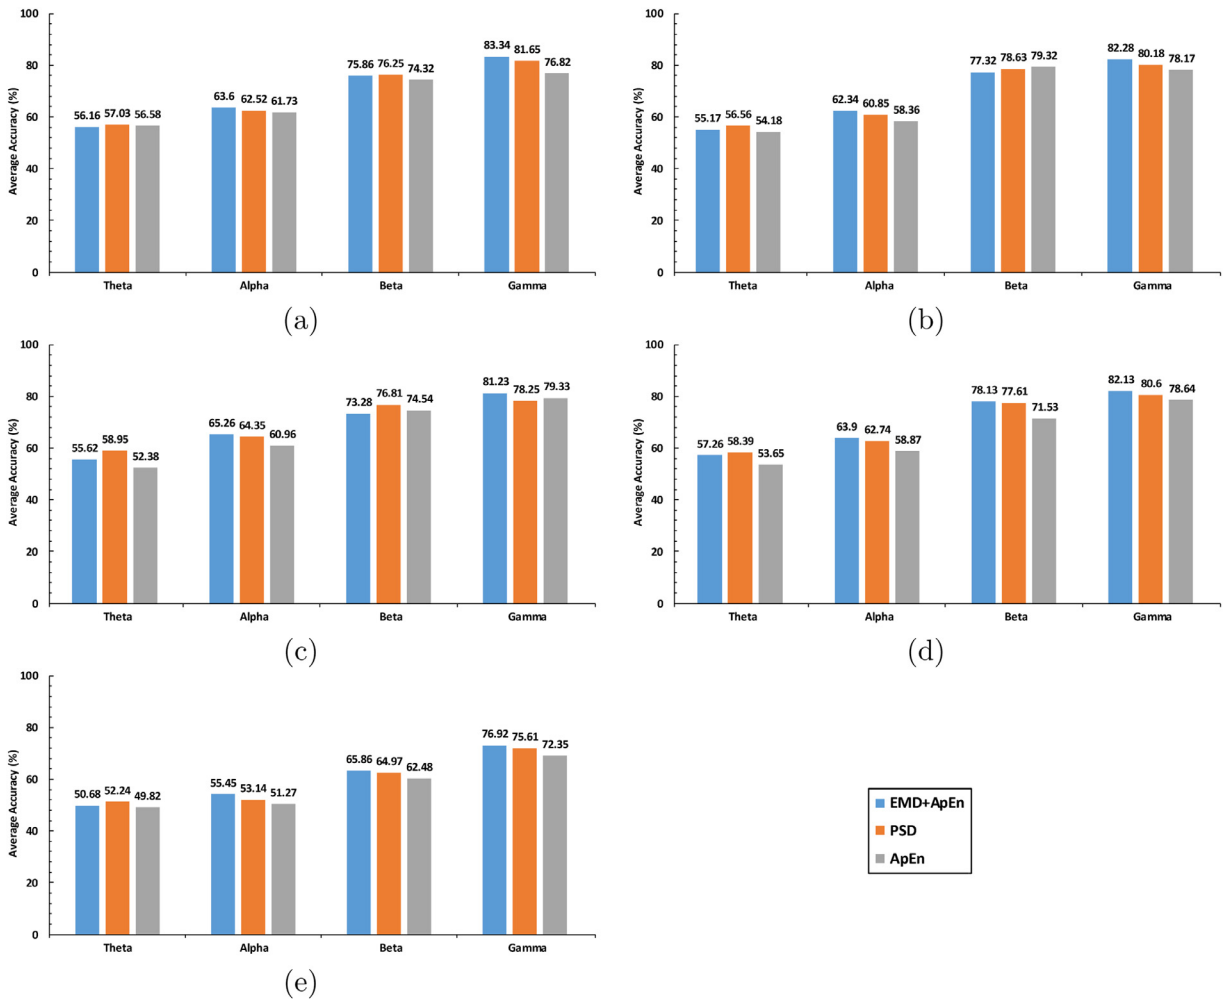 100
80
60
40
20
0
Average Accuracy (%)
56.16 57.03 56.58
63.6 62.52 61.73
75.86 76.25 74.32
83.34 81.65 76.82
Theta Alpha Beta Gamma
(a)
100
80
60
40
20
0
Average Accuracy (%)
55.17 56.56 54.18
62.34 60.85 58.36
77.32 78.63 79.32
82.28 80.18 78.17
Theta Alpha Beta Gamma
(b)
100
80
60
40
20
0
Average Accuracy (%)
55.62 58.95 52.38
65.26 64.35 60.96
73.28 76.81 74.54
81.23 78.25 79.33
Theta Alpha Beta Gamma
(c)
100
80
60
40
20
0
Average Accuracy (%)
57.26 58.39 53.65
63.9 62.74 58.87
78.13 77.61 71.53
82.13 80.6 78.64
Theta Alpha Beta Gamma
(d)
100
80
60
40
20
0
Average Accuracy (%)
50.68 52.24 49.82
55.45 53.14 51.27
65.86 64.97 62.48
76.92 75.61 72.35
Theta Alpha Beta Gamma
(e)
EMD+ApEn
PSD
ApEn